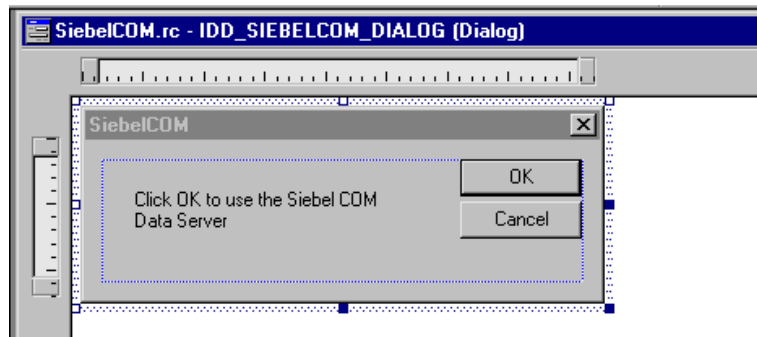 SiebelCOM.rc - IDD_SIEBELCOM_DIALOG (Dialog)
SiebelCOM
OK
Click OK to use the Siebel COM
Data Server
Cancel